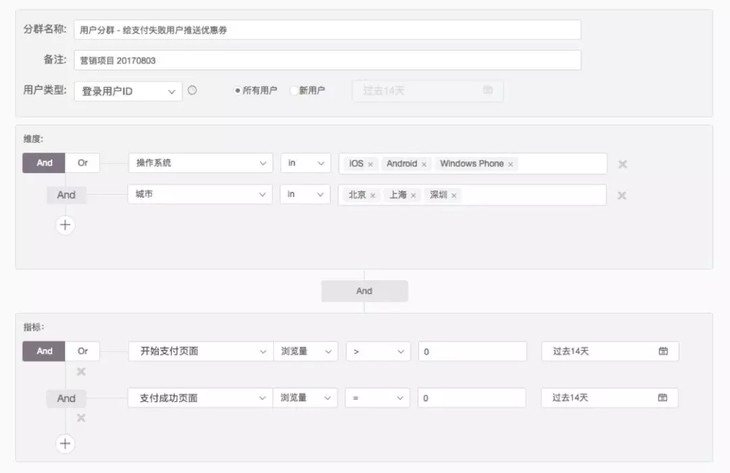 分群名称: 用户分群 - 给支付失败用户推送优惠券
备注: 营销项目 20170803
用户类型: 登录用户ID 所有用户 新用户 过去14天
维度:
And Or 操作系统 in iOS × Android × Windows Phone ×
And 城市 in 北京 × 上海 × 深圳 ×
And
指标:
And Or 开始支付页面 浏览量 > 0 过去14天
And 支付成功页面 浏览量 = 0 过去14天